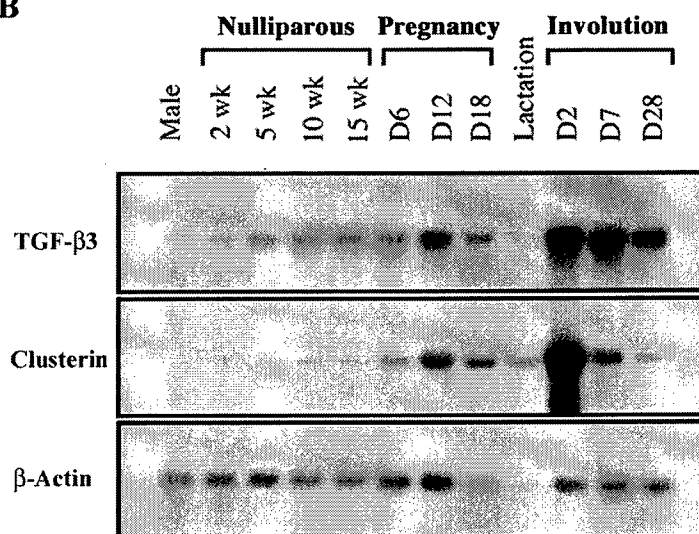 B
Nulliparous Pregnancy Involution
Male 2 wk 5 wk 10 wk 15 wk D6 D12 D18 Lactation D2 D7 D28
TGF-β3
Clusterin
β-Actin